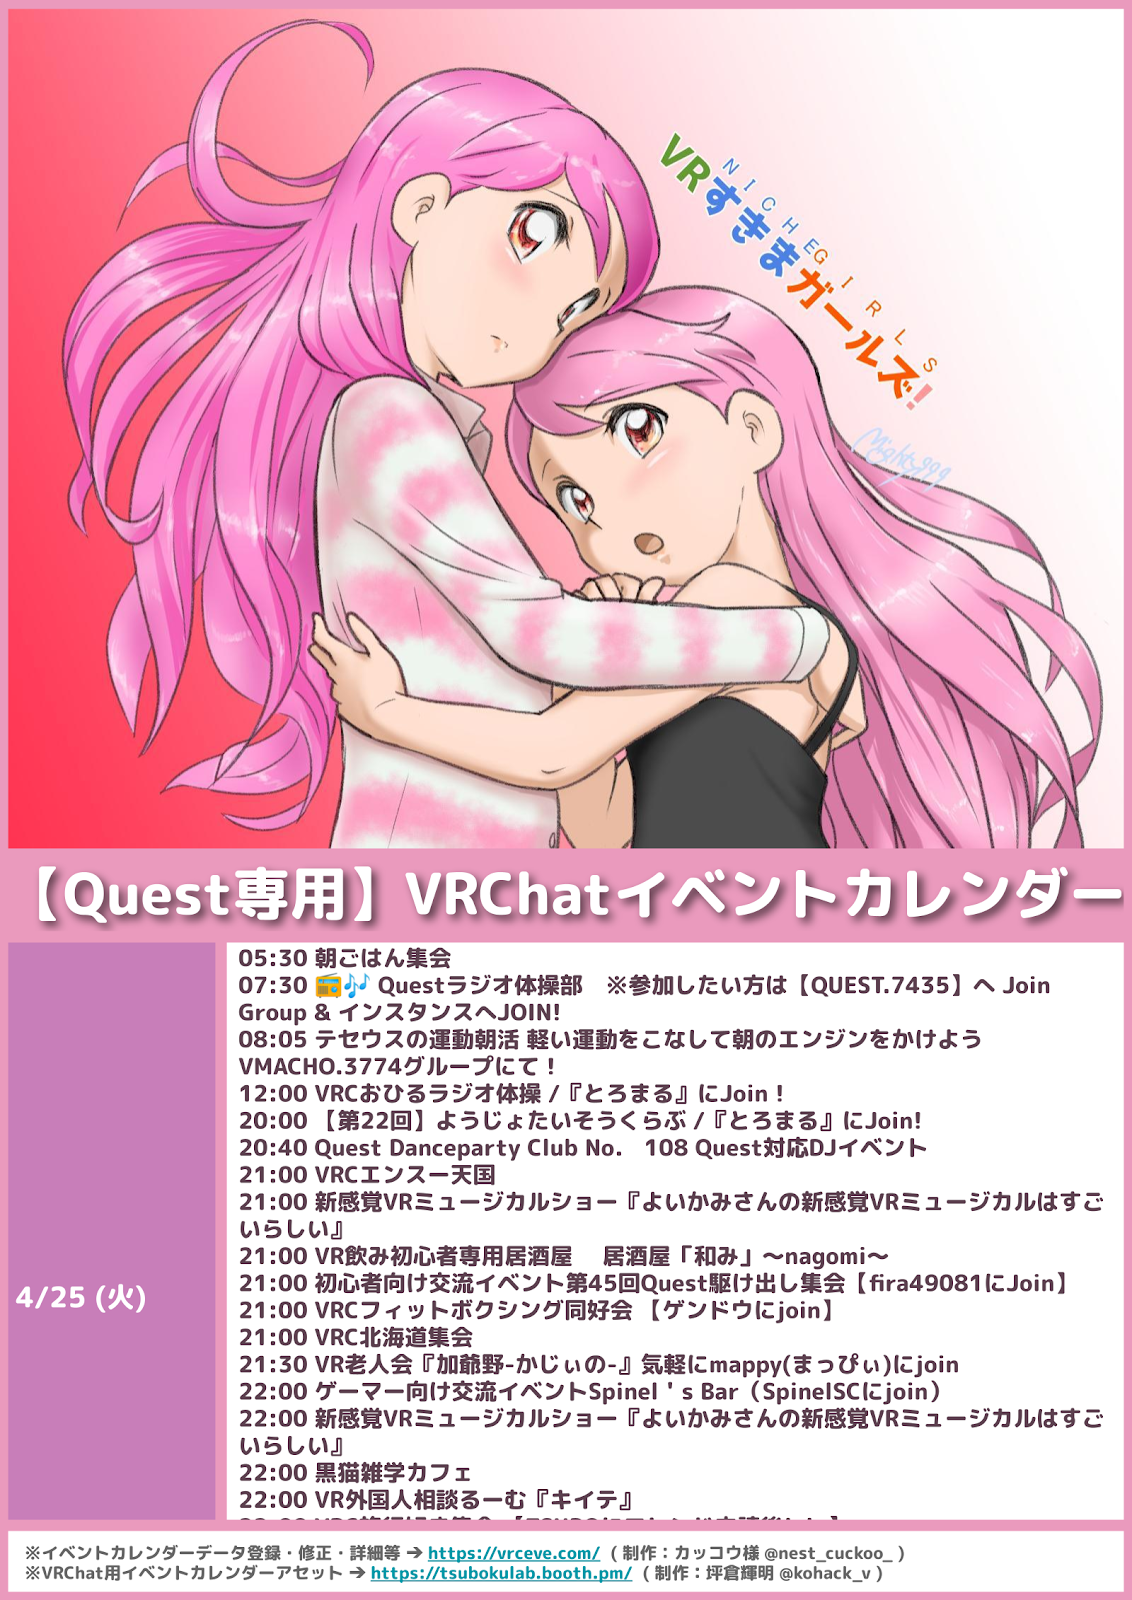 NICHEGIRLS
VRすきまガールズ!
Mighty999
【Quest専用】VRChatイベントカレンダー
4/25 (火)
05:30 朝ごはん集会
07:30 📻🎶 Questラジオ体操部　※参加したい方は【QUEST.7435】へ Join
Group & インスタンスへJOIN!
08:05 テセウスの運動朝活 軽い運動をこなして朝のエンジンをかけよう
VMACHO.3774グループにて！
12:00 VRCおひるラジオ体操 /『とろまる』にJoin！
20:00 【第22回】ようじょたいそうくらぶ /『とろまる』にJoin!
20:40 Quest Danceparty Club No.　108 Quest対応DJイベント
21:00 VRCエンスー天国
21:00 新感覚VRミュージカルショー『よいかみさんの新感覚VRミュージカルはすご
いらしい』
21:00 VR飲み初心者専用居酒屋　 居酒屋「和み」～nagomi～
21:00 初心者向け交流イベント第45回Quest駆け出し集会【fira49081にJoin】
21:00 VRCフィットボクシング同好会 【ゲンドウにjoin】
21:00 VRC北海道集会
21:30 VR老人会『加爺野-かじぃの-』気軽にmappy(まっぴぃ)にjoin
22:00 ゲーマー向け交流イベントSpinel＇s Bar（SpinelSCにjoin）
22:00 新感覚VRミュージカルショー『よいかみさんの新感覚VRミュージカルはすご
いらしい』
22:00 黒猫雑学カフェ
22:00 VR外国人相談るーむ『キイテ』
※イベントカレンダーデータ登録・修正・詳細等 ➔ https://vrceve.com/ （ 制作：カッコウ様 @nest_cuckoo_ ）
※VRChat用イベントカレンダーアセット ➔ https://tsubokulab.booth.pm/ （ 制作：坪倉輝明 @kohack_v ）